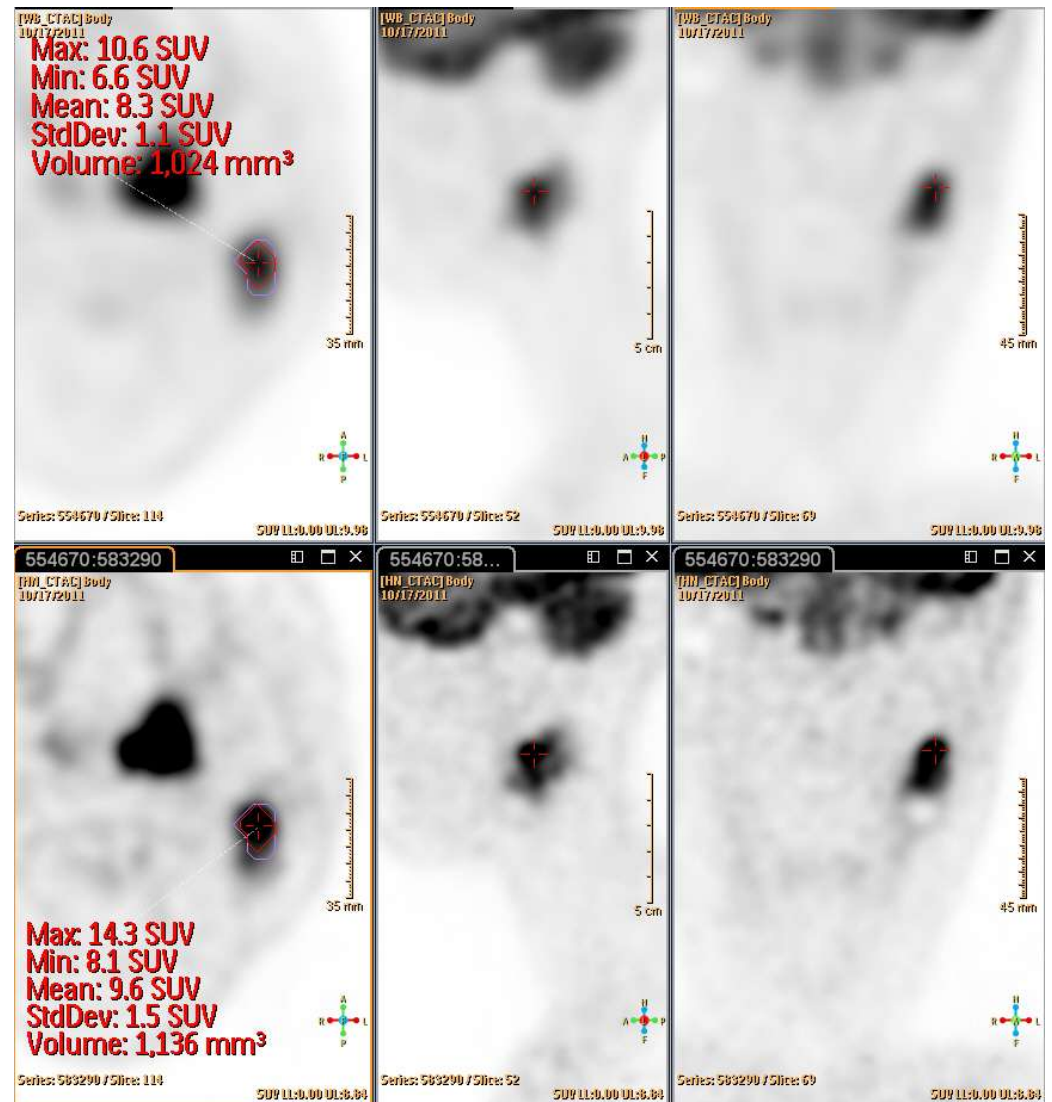 [WB_CTAC] Body
10/17/2011
Max: 10.6 SUV
Min: 6.6 SUV
Mean: 8.3 SUV
StdDev: 1.1 SUV
Volume: 1,024 mm³
35 mm
A
R L
P
Series: 554670 / Slice: 114
SUV LL:0.00 UL:9.98
[WB_CTAC] Body
10/17/2011
5 cm
H
A P
F
Series: 554670 / Slice: 52
SUV LL:0.00 UL:9.98
[WB_CTAC] Body
10/17/2011
45 mm
H
R L
F
Series: 554670 / Slice: 69
SUV LL:0.00 UL:9.98
554670:583290
[HN_CTAC] Body
10/17/2011
35 mm
Max: 14.3 SUV
Min: 8.1 SUV
Mean: 9.6 SUV
StdDev: 1.5 SUV
Volume: 1,136 mm³
A
R L
P
Series: 583290 / Slice: 114
SUV LL:0.00 UL:8.84
554670:58...
[HN_CTAC] Body
10/17/2011
5 cm
H
A P
F
Series: 583290 / Slice: 52
SUV LL:0.00 UL:8.84
554670:583290
[HN_CTAC] Body
10/17/2011
45 mm
H
R L
F
Series: 583290 / Slice: 69
SUV LL:0.00 UL:8.84